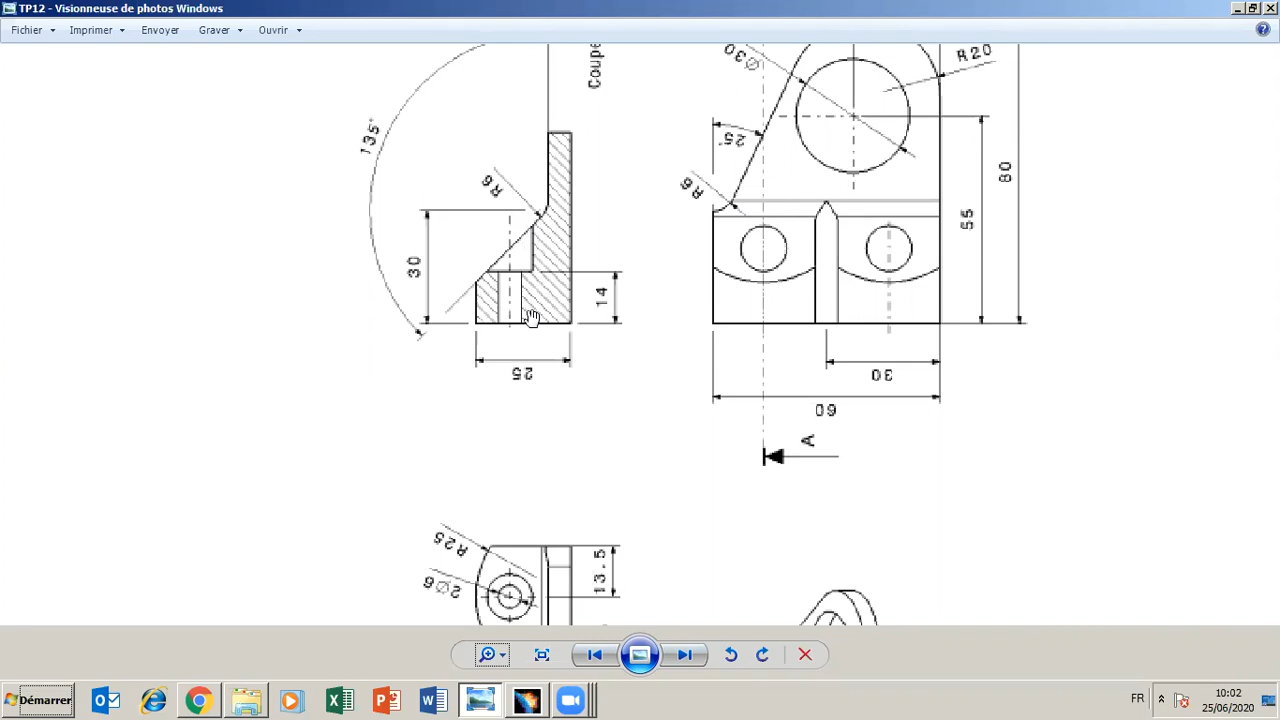 TP12 - Visionneuse de photos Windows
Fichier Imprimer Envoyer Graver Ouvrir
Coupe
Ø30
R20
135°
25°
R6
R6
80
55
30
14
25
30
60
A
R25
13.5
2Ø6
Démarrer
FR
10:02
25/06/2020